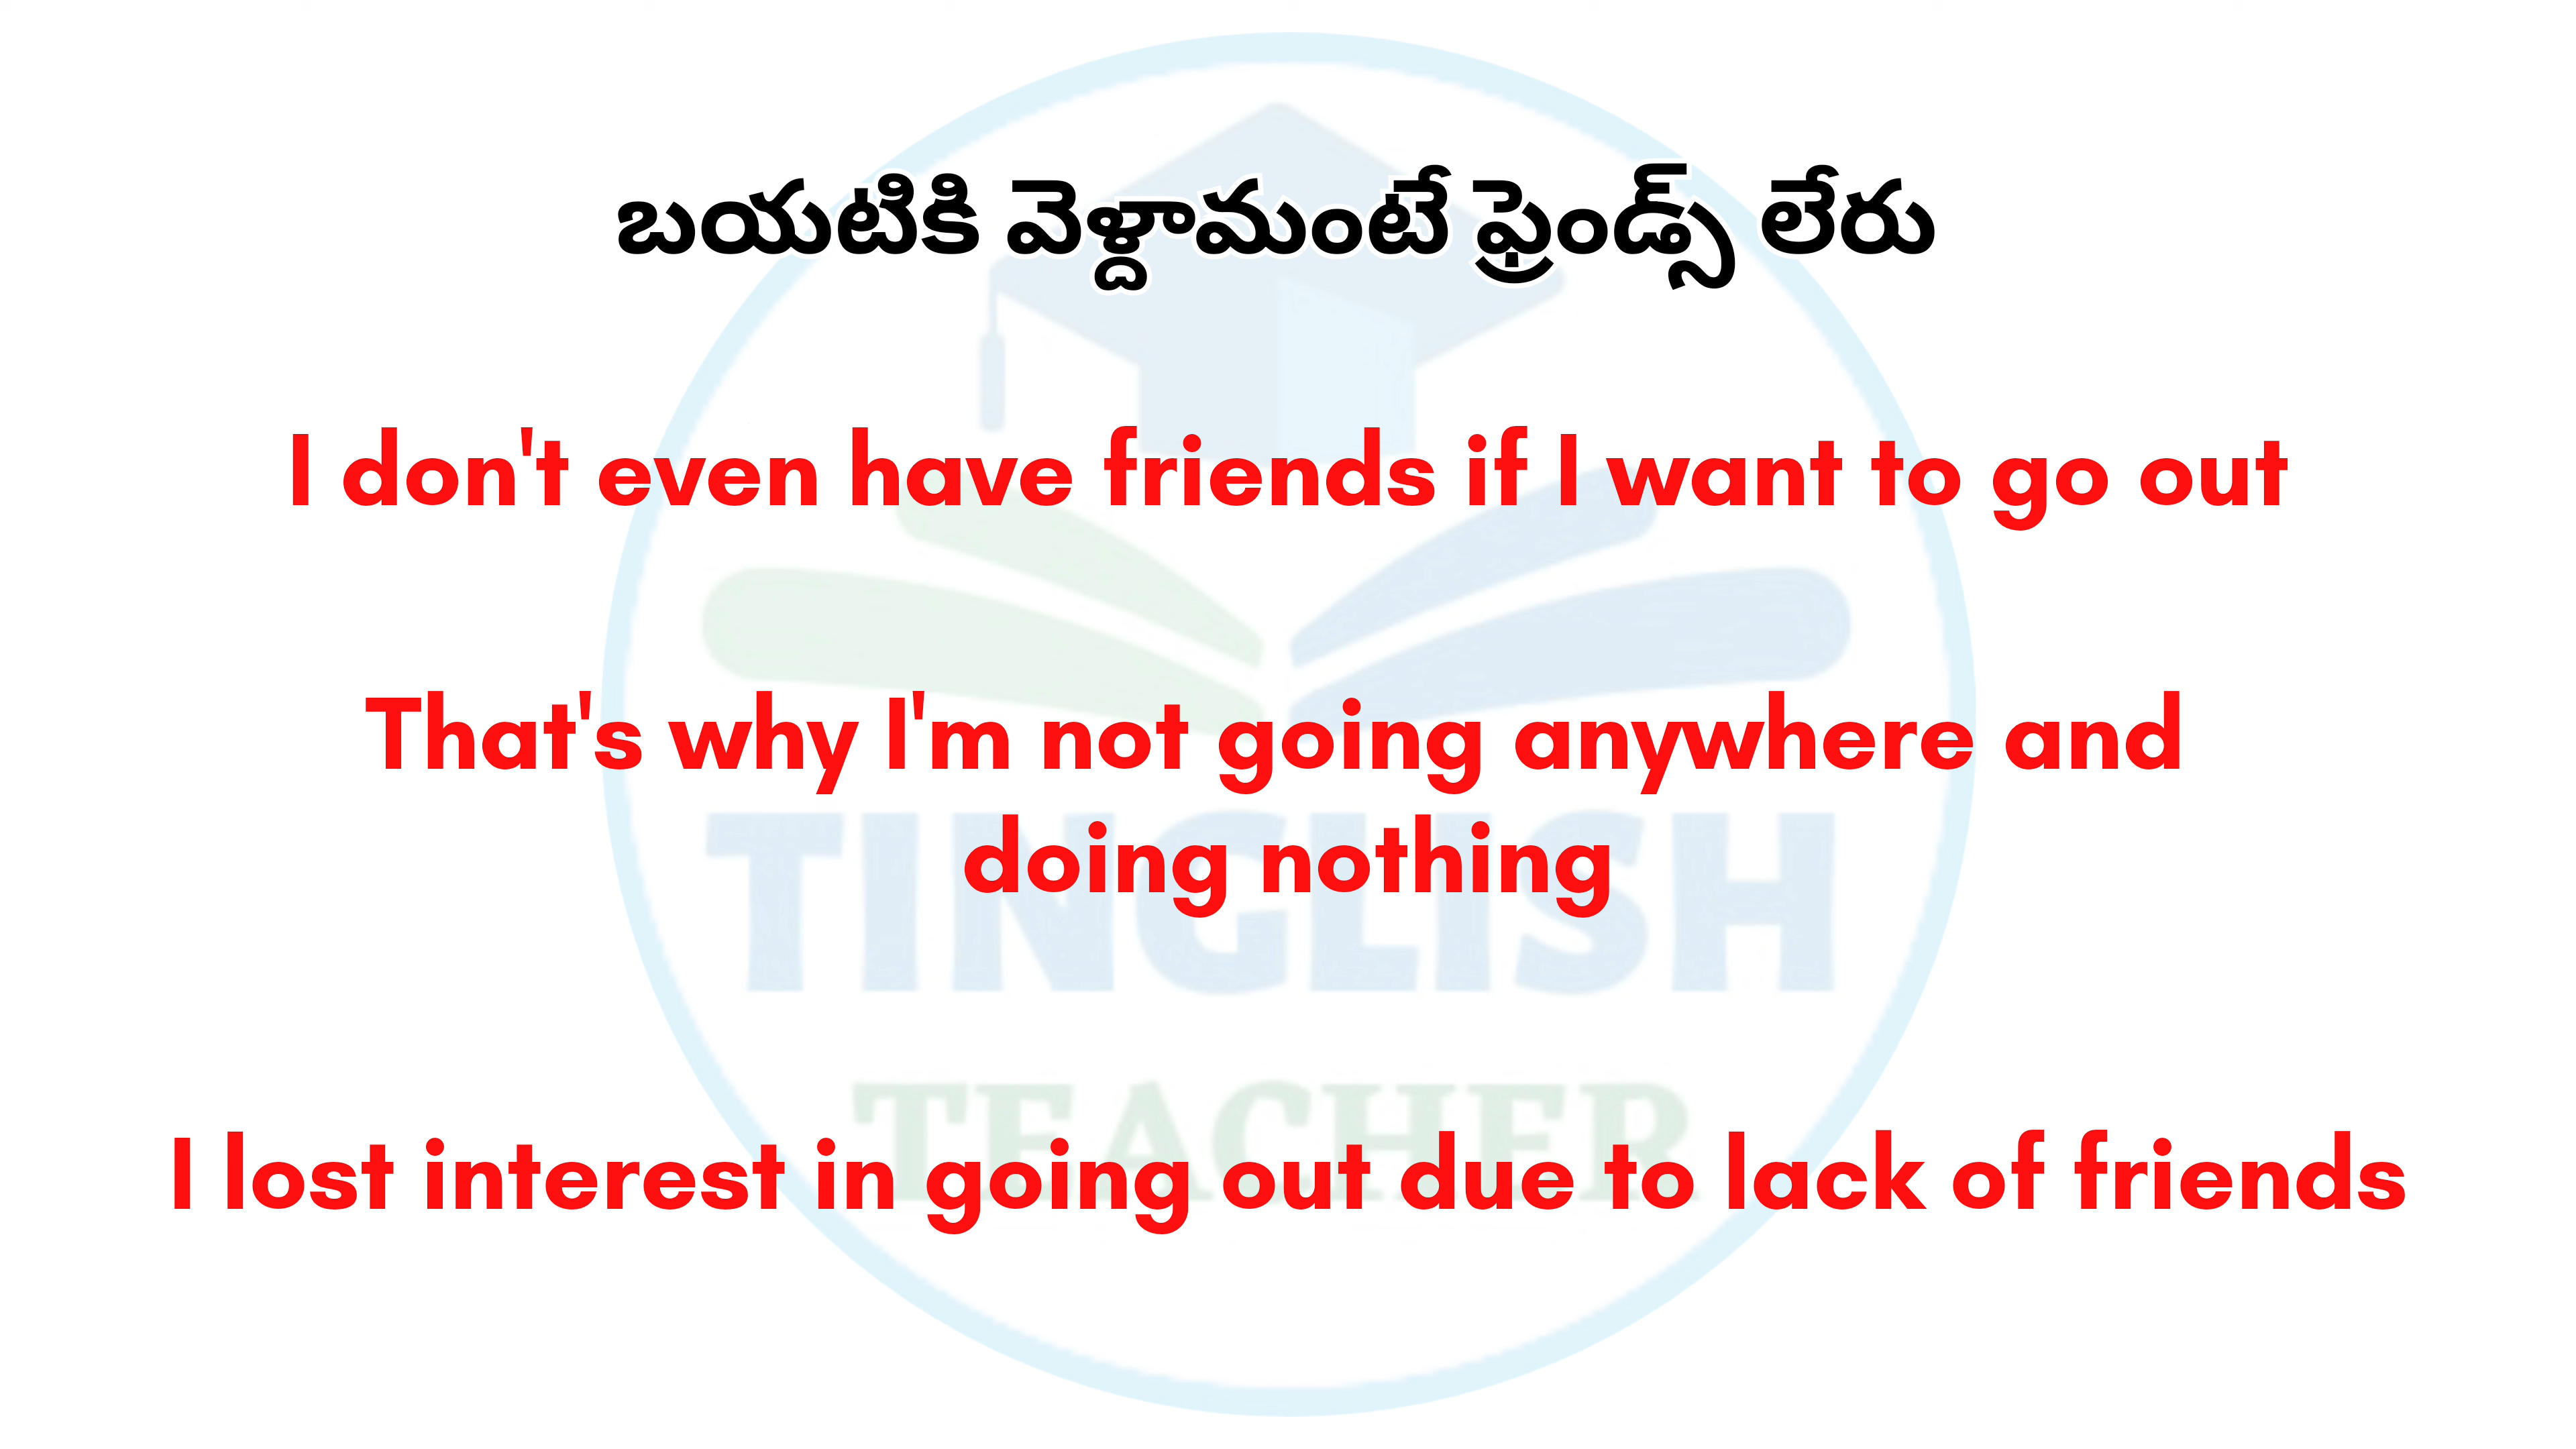 బయటికి వెళ్దామంటే ఫ్రెండ్స్ లేరు
I don't even have friends if I want to go out
That's why I'm not going anywhere and
doing nothing
TINGLISH
TEACHER
I lost interest in going out due to lack of friends